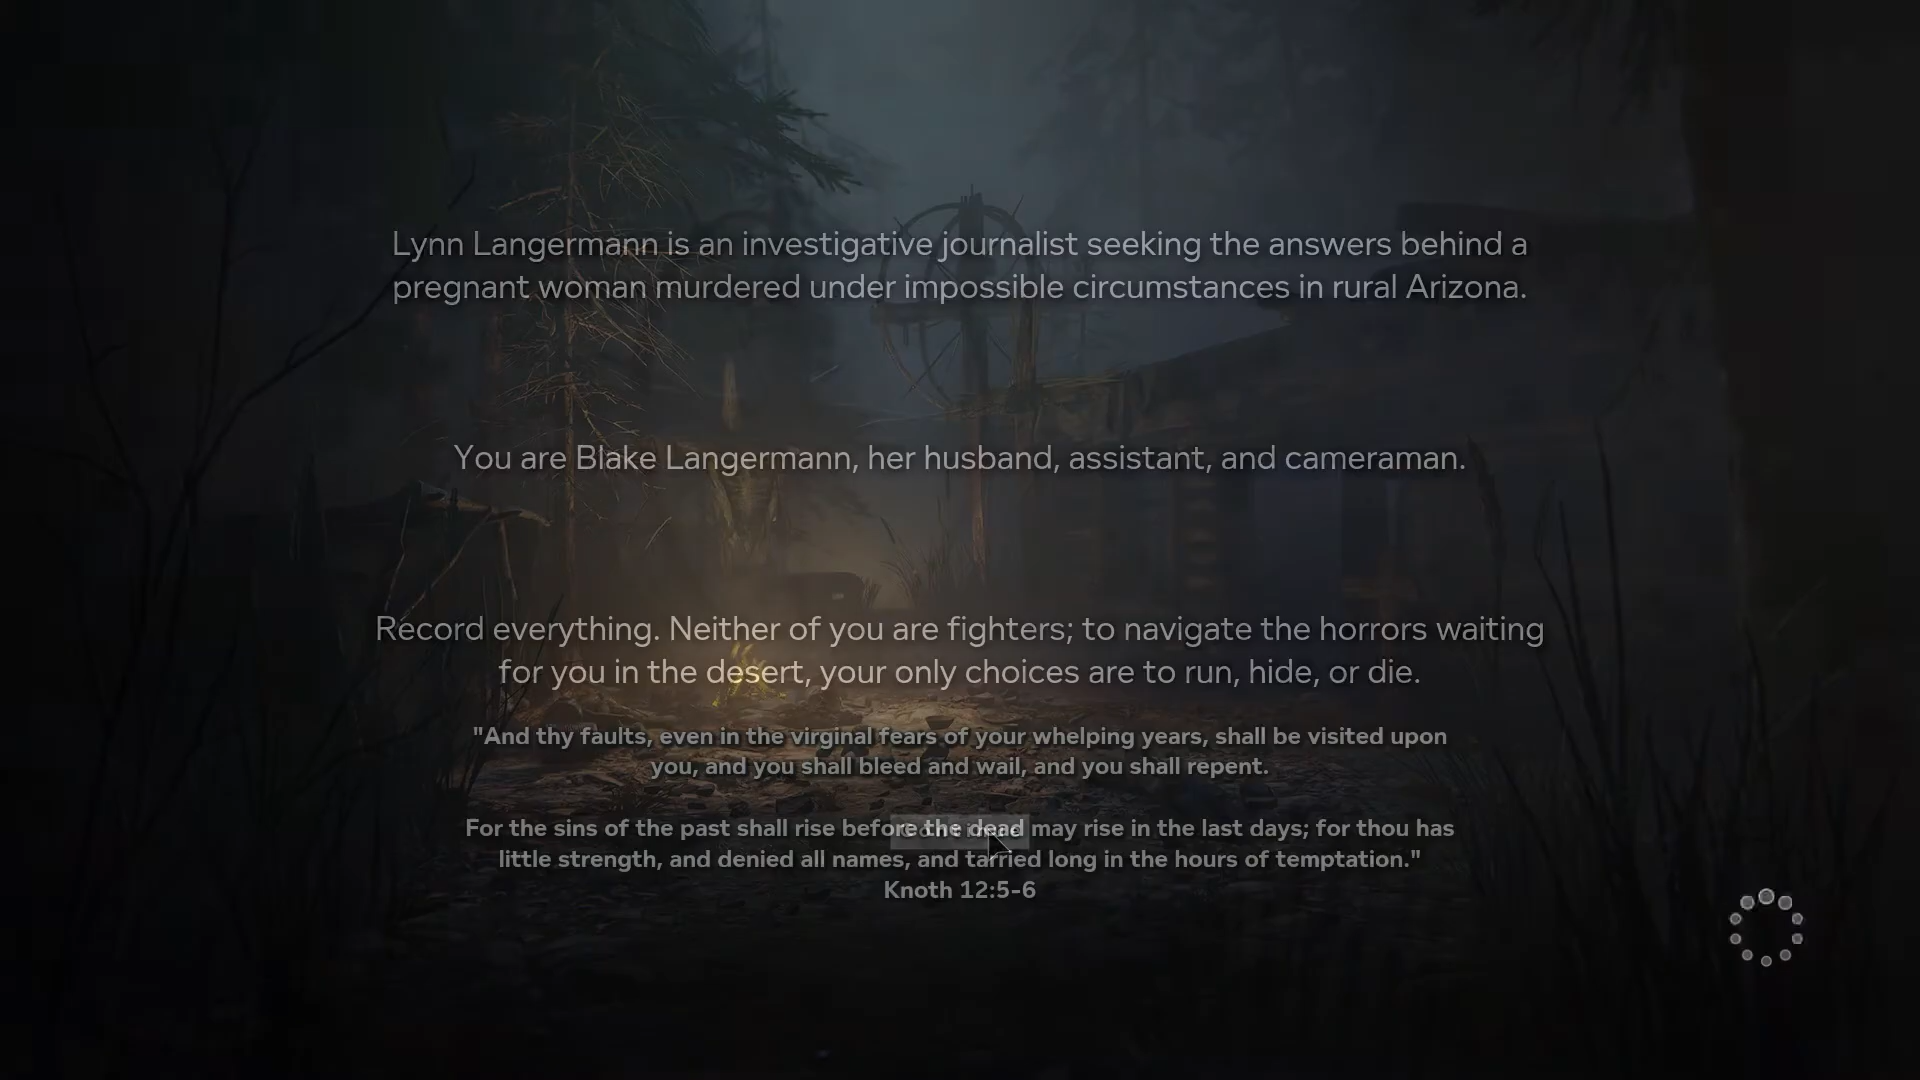 Lynn Langermann is an investigative journalist seeking the answers behind a
pregnant woman murdered under impossible circumstances in rural Arizona.
You are Blake Langermann, her husband, assistant, and cameraman.
Record everything. Neither of you are fighters; to navigate the horrors waiting
for you in the desert, your only choices are to run, hide, or die.
"And thy faults, even in the virginal fears of your whelping years, shall be visited upon
you, and you shall bleed and wail, and you shall repent.
For the sins of the past shall rise before the dead may rise in the last days; for thou has
little strength, and denied all names, and tarried long in the hours of temptation."
Knoth 12:5-6